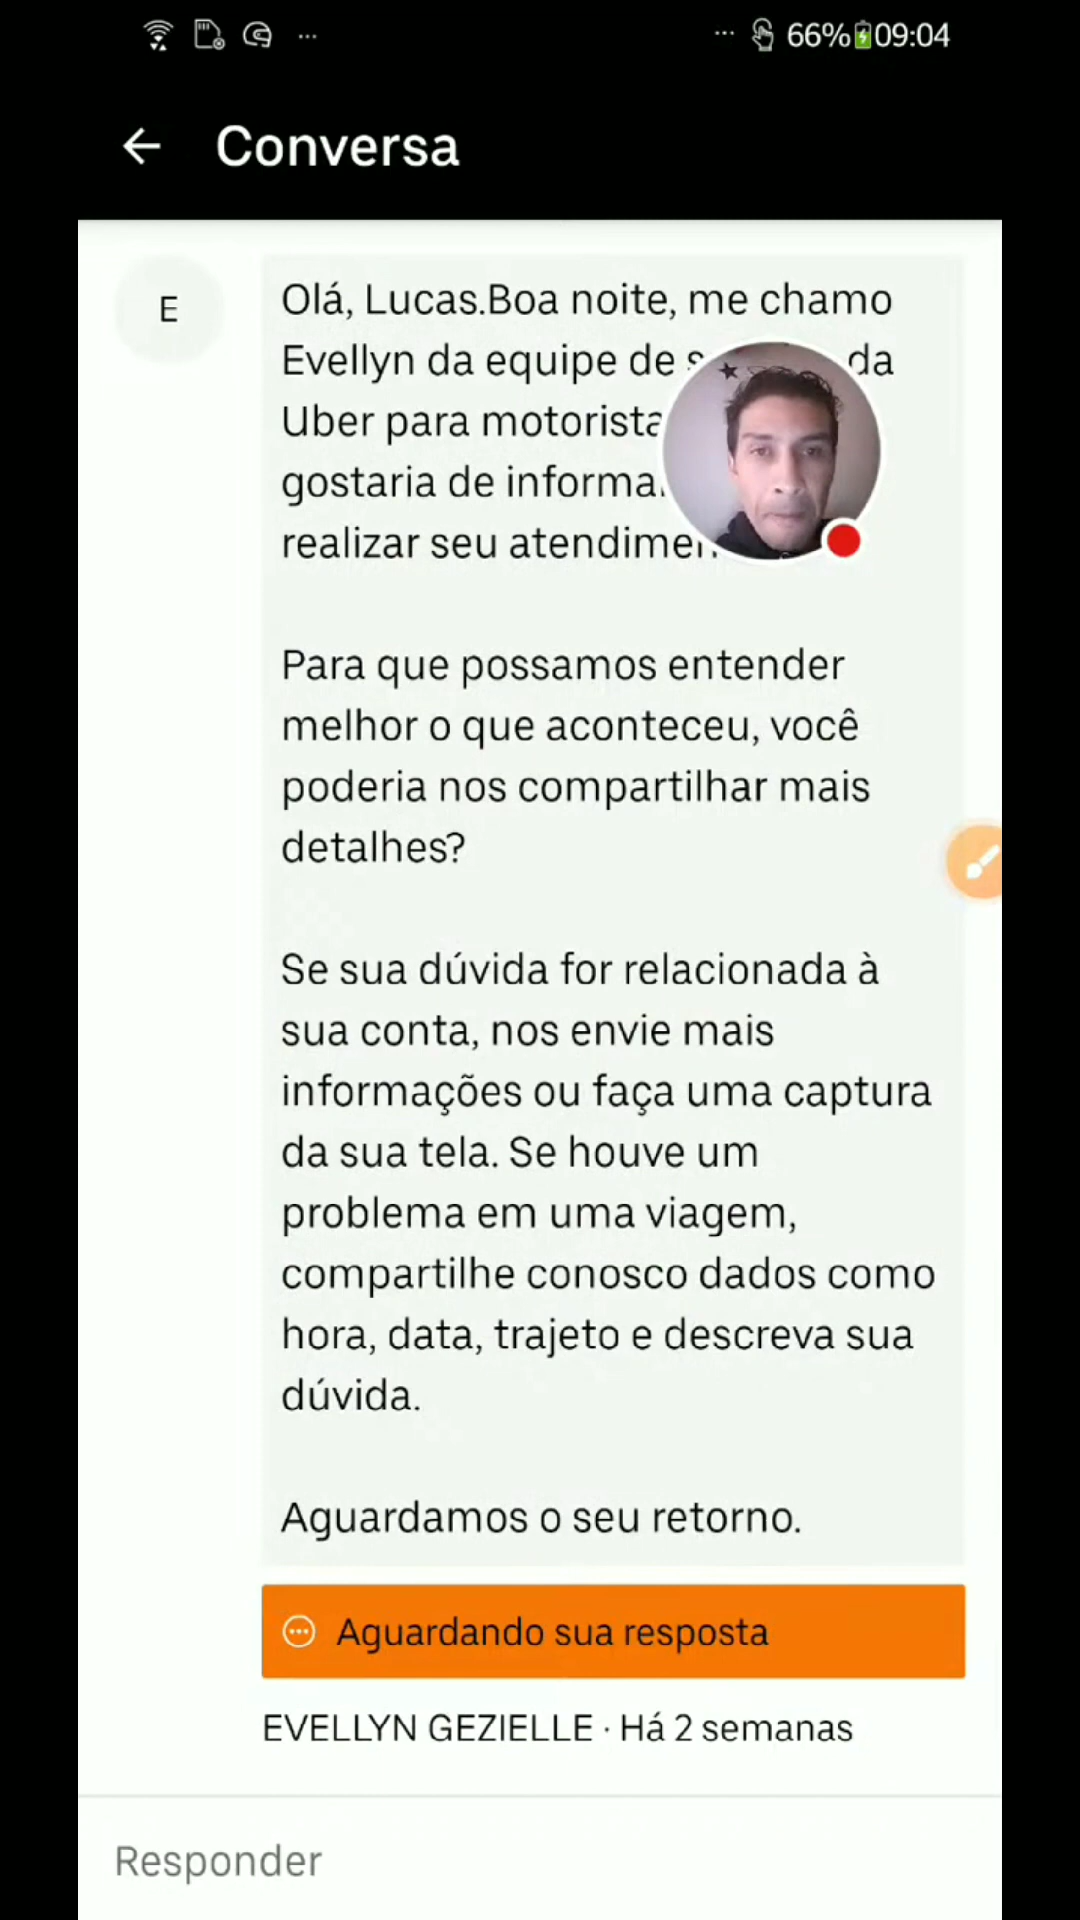 66% 09:04
Conversa
E
Olá, Lucas.Boa noite, me chamo
Evellyn da equipe de da
Uber para
gostaria de
realizar seu
Para que possamos entender
melhor o que aconteceu, você
poderia nos compartilhar mais
detalhes?
Se sua dúvida for relacionada à
sua conta, nos envie mais
informações ou faça uma captura
da sua tela. Se houve um
problema em uma viagem,
compartilhe conosco dados como
hora, data, trajeto e descreva sua
dúvida.
Aguardamos o seu retorno.
Aguardando sua resposta
EVELLYN GEZIELLE · Há 2 semanas
Responder